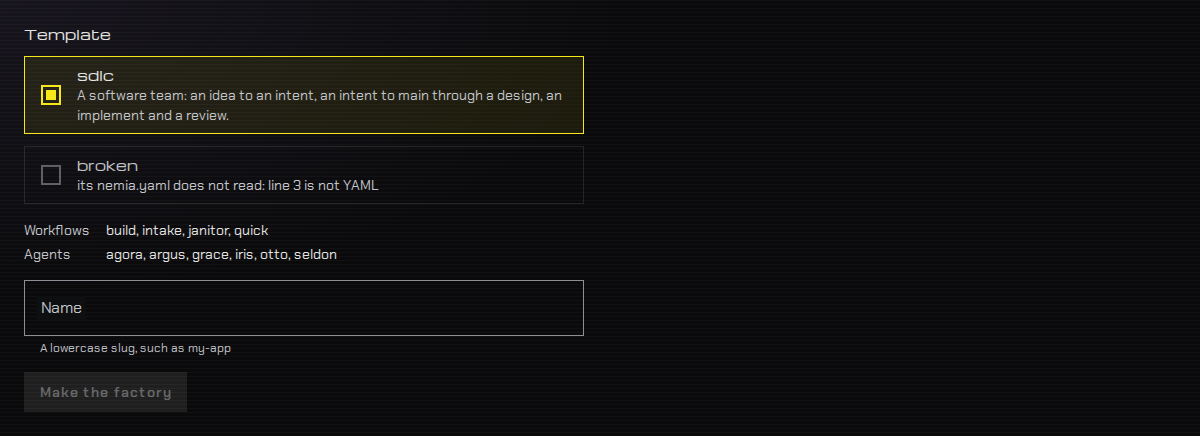 Template
sdlc
A software team: an idea to an intent, an intent to main through a design, an
implement and a review.
broken
its nemia.yaml does not read: line 3 is not YAML
Workflows build, intake, janitor, quick
Agents agora, argus, grace, iris, otto, seldon
Name
A lowercase slug, such as my-app
Make the factory